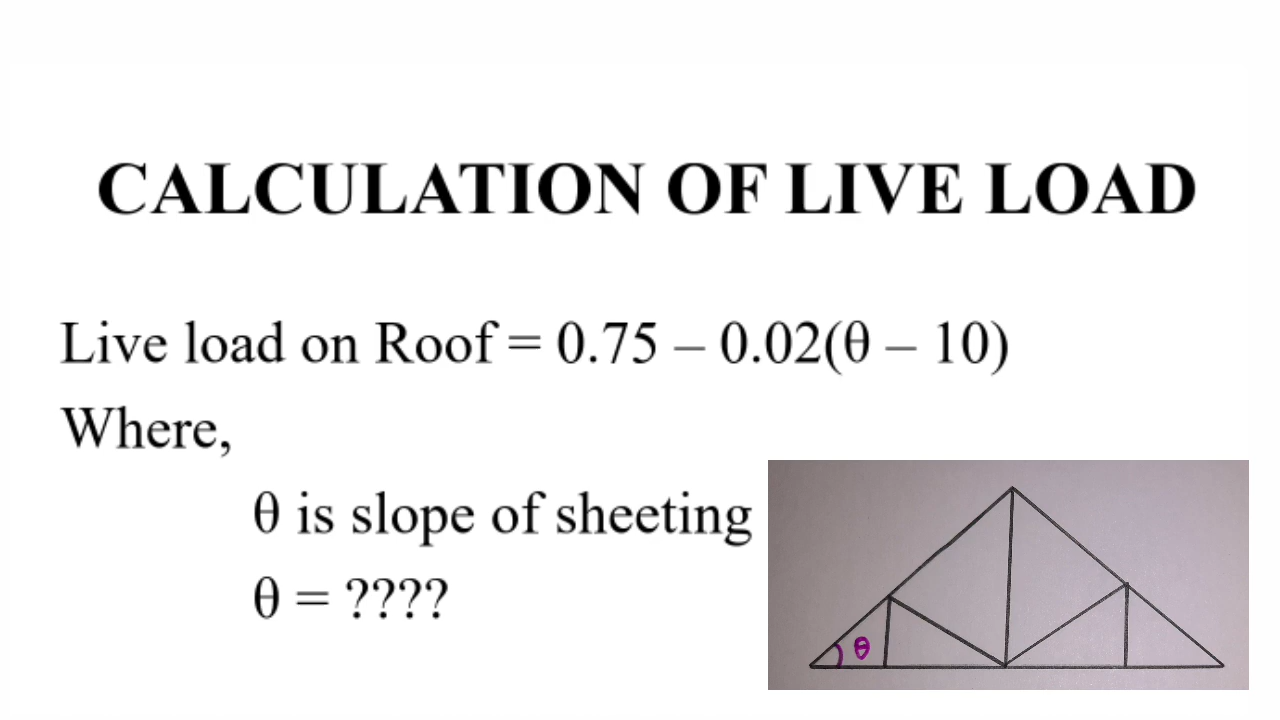 CALCULATION OF LIVE LOAD
Live load on Roof = 0.75 – 0.02(θ – 10)
Where,
θ is slope of sheeting
θ = ????
θ